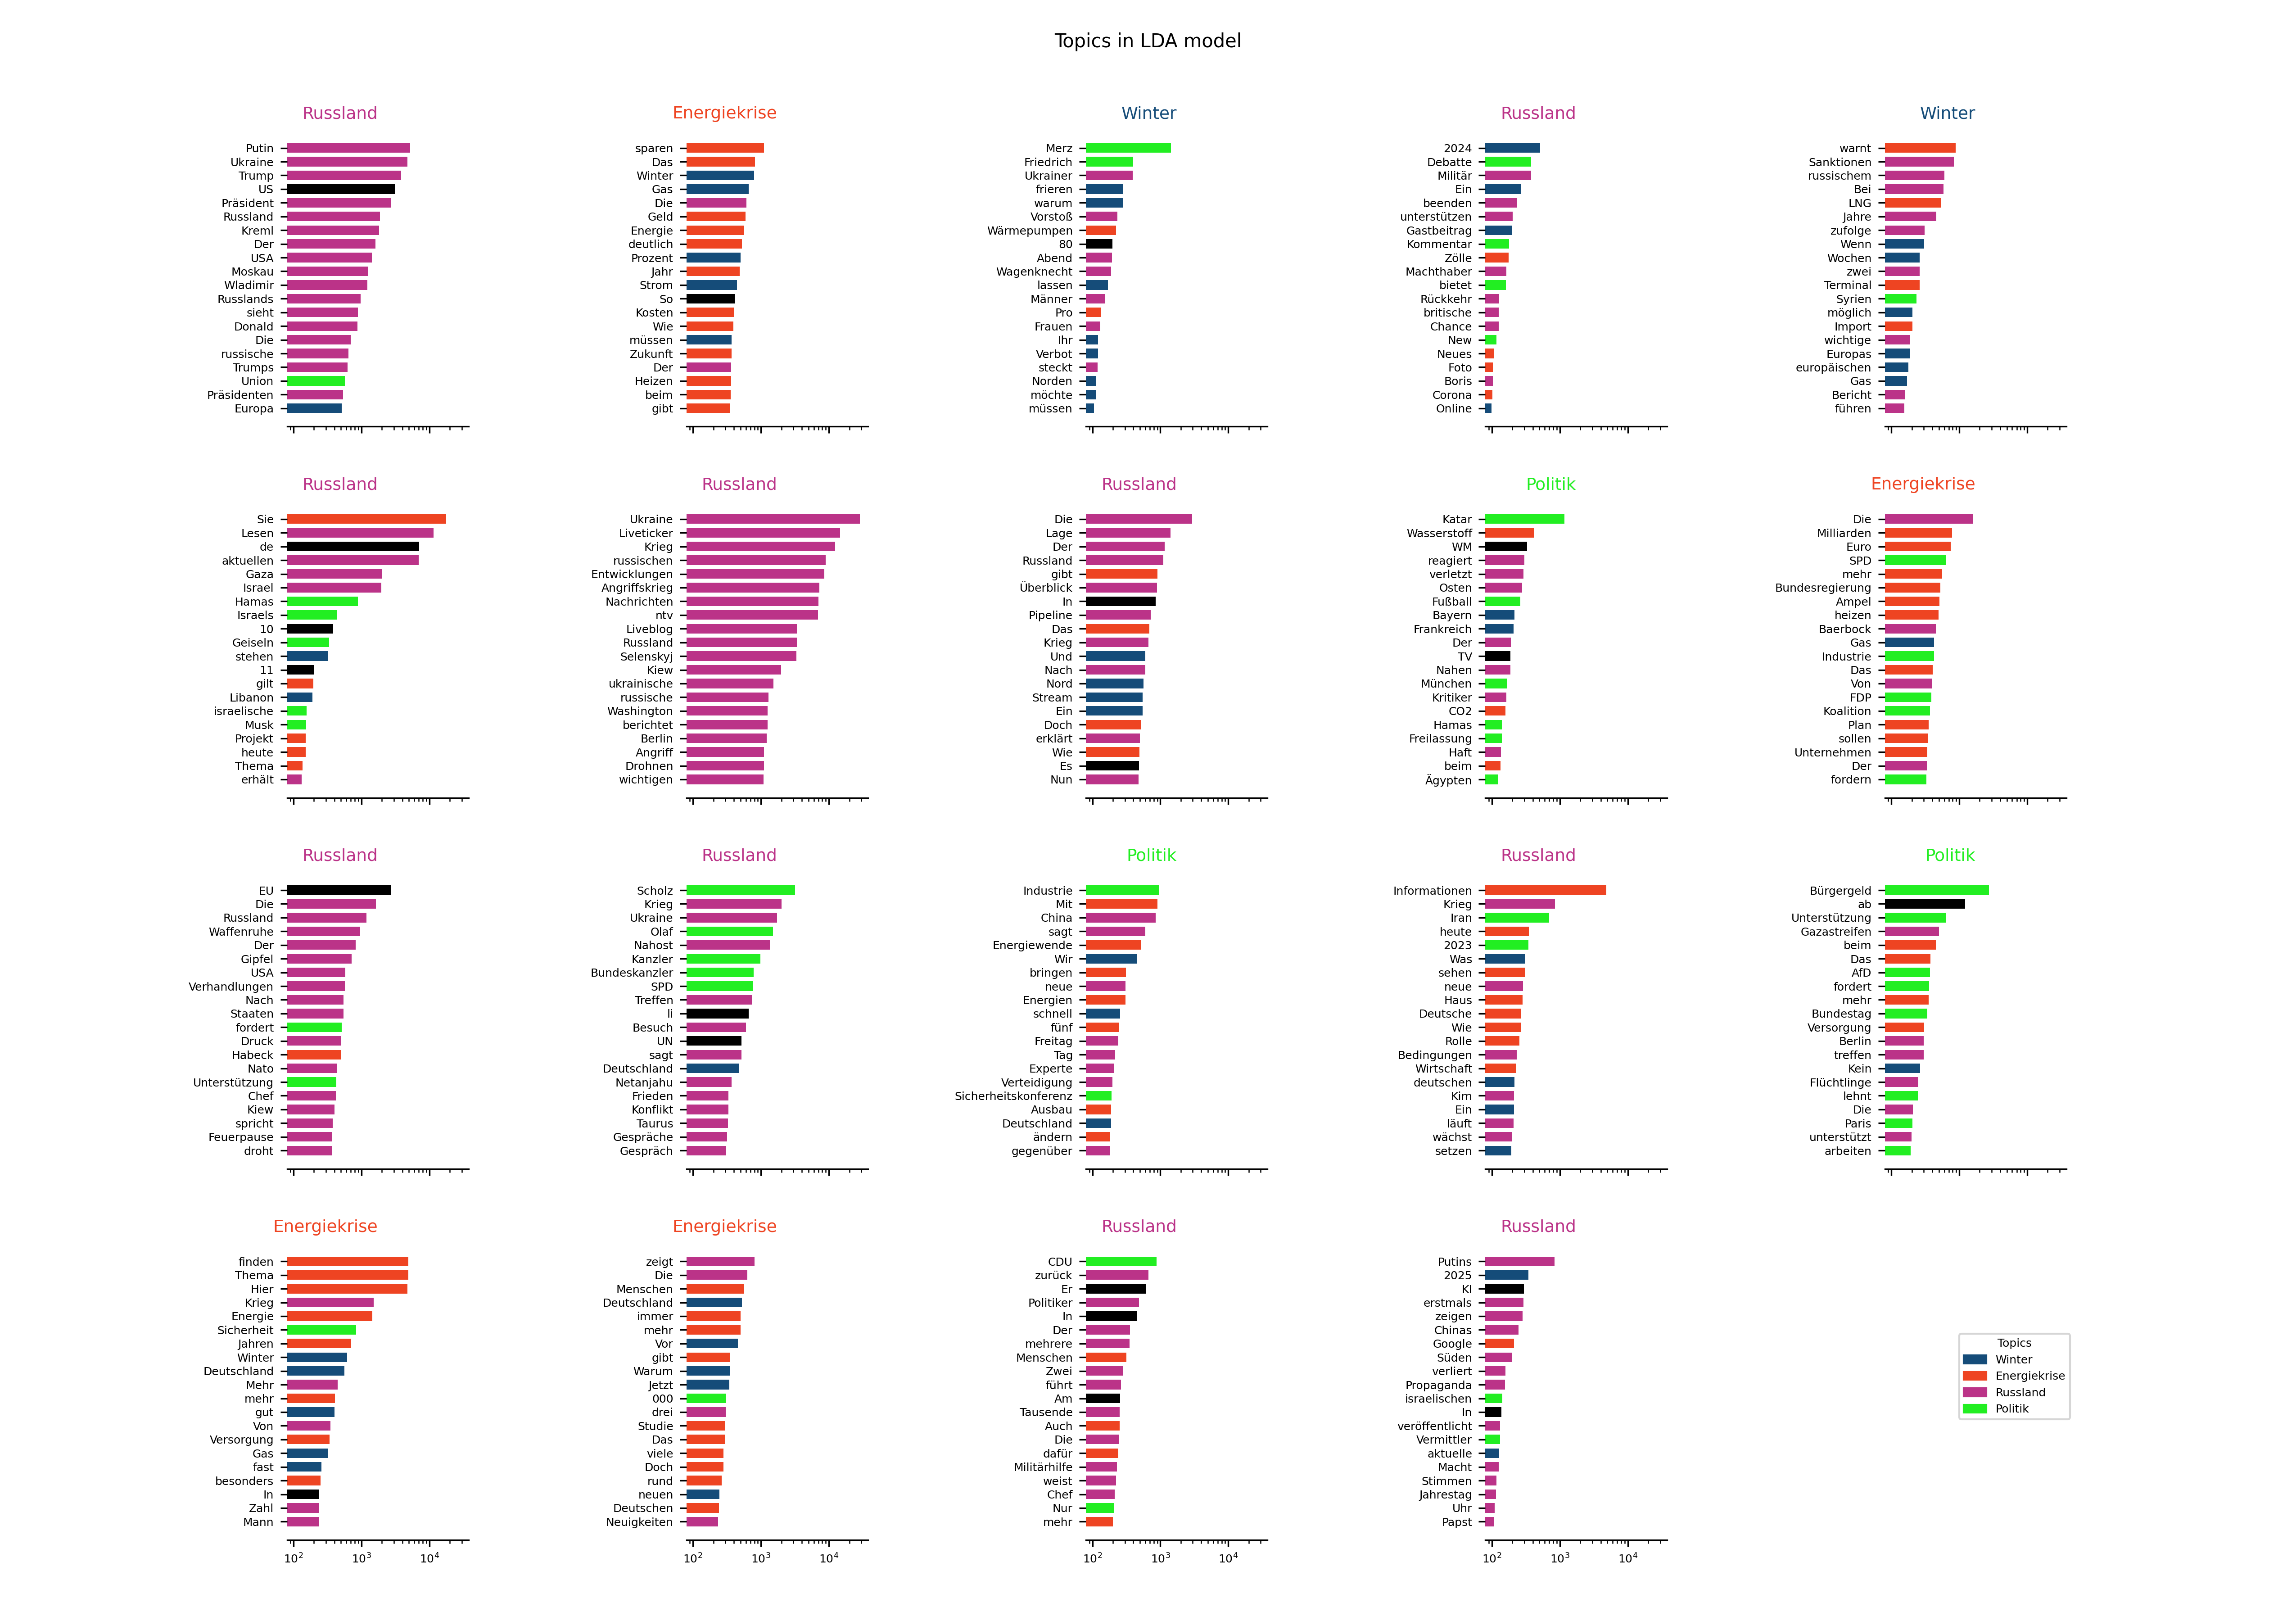 Topics in LDA model
Russland
Putin
Ukraine
Trump
US
Präsident
Russland
Kreml
Der
USA
Moskau
Wladimir
Russlands
sieht
Donald
Die
russische
Trumps
Union
Präsidenten
Europa
Energiekrise
sparen
Das
Winter
Gas
Die
Geld
Energie
deutlich
Prozent
Jahr
Strom
So
Kosten
Wie
müssen
Zukunft
Der
Heizen
beim
gibt
Winter
Merz
Friedrich
Ukrainer
frieren
warum
Vorstoß
Wärmepumpen
80
Abend
Wagenknecht
lassen
Männer
Pro
Frauen
Ihr
Verbot
steckt
Norden
möchte
müssen
Russland
2024
Debatte
Militär
Ein
beenden
unterstützen
Gastbeitrag
Kommentar
Zölle
Machthaber
bietet
Rückkehr
britische
Chance
New
Neues
Foto
Boris
Corona
Online
Winter
warnt
Sanktionen
russischem
Bei
LNG
Jahre
zufolge
Wenn
Wochen
zwei
Terminal
Syrien
möglich
Import
wichtige
Europas
europäischen
Gas
Bericht
führen
Russland
Sie
Lesen
de
aktuellen
Gaza
Israel
Hamas
Israels
10
Geiseln
stehen
11
gilt
Libanon
israelische
Musk
Projekt
heute
Thema
erhält
Russland
Ukraine
Liveticker
Krieg
russischen
Entwicklungen
Angriffskrieg
Nachrichten
ntv
Liveblog
Russland
Selenskyj
Kiew
ukrainische
russische
Washington
berichtet
Berlin
Angriff
Drohnen
wichtigen
Russland
Die
Lage
Der
Russland
gibt
Überblick
In
Pipeline
Das
Krieg
Und
Nach
Nord
Stream
Ein
Doch
erklärt
Wie
Es
Nun
Politik
Katar
Wasserstoff
WM
reagiert
verletzt
Osten
Fußball
Bayern
Frankreich
Der
TV
Nahen
München
Kritiker
CO2
Hamas
Freilassung
Haft
beim
Ägypten
Energiekrise
Die
Milliarden
Euro
SPD
mehr
Bundesregierung
Ampel
heizen
Baerbock
Gas
Industrie
Das
Von
FDP
Koalition
Plan
sollen
Unternehmen
Der
fordern
Russland
EU
Die
Russland
Waffenruhe
Der
Gipfel
USA
Verhandlungen
Nach
Staaten
fordert
Druck
Habeck
Nato
Unterstützung
Chef
Kiew
spricht
Feuerpause
droht
Russland
Scholz
Krieg
Ukraine
Olaf
Nahost
Kanzler
Bundeskanzler
SPD
Treffen
li
Besuch
UN
sagt
Deutschland
Netanjahu
Frieden
Konflikt
Taurus
Gespräche
Gespräch
Politik
Industrie
Mit
China
sagt
Energiewende
Wir
bringen
neue
Energien
schnell
fünf
Freitag
Tag
Experte
Verteidigung
Sicherheitskonferenz
Ausbau
Deutschland
ändern
gegenüber
Russland
Informationen
Krieg
Iran
heute
2023
Was
sehen
neue
Haus
Deutsche
Wie
Rolle
Bedingungen
Wirtschaft
deutschen
Kim
Ein
läuft
wächst
setzen
Politik
Bürgergeld
ab
Unterstützung
Gazastreifen
beim
Das
AfD
fordert
mehr
Bundestag
Versorgung
Berlin
treffen
Kein
Flüchtlinge
lehnt
Die
Paris
unterstützt
arbeiten
Energiekrise
finden
Thema
Hier
Krieg
Energie
Sicherheit
Jahren
Winter
Deutschland
Mehr
mehr
gut
Von
Versorgung
Gas
fast
besonders
In
Zahl
Mann
10² 10³ 10⁴
Energiekrise
zeigt
Die
Menschen
Deutschland
immer
mehr
Vor
gibt
Warum
Jetzt
000
drei
Studie
Das
viele
Doch
rund
neuen
Deutschen
Neuigkeiten
10² 10³ 10⁴
Russland
CDU
zurück
Er
Politiker
In
Der
mehrere
Menschen
Zwei
führt
Am
Tausende
Auch
Die
dafür
Militärhilfe
weist
Chef
Nur
mehr
10² 10³ 10⁴
Russland
Putins
2025
KI
erstmals
zeigen
Chinas
Google
Süden
verliert
Propaganda
israelischen
In
veröffentlicht
Vermittler
aktuelle
Macht
Stimmen
Jahrestag
Uhr
Papst
10² 10³ 10⁴
Topics
Winter
Energiekrise
Russland
Politik